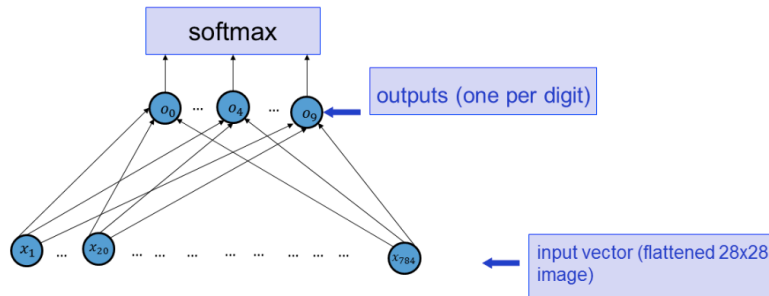 softmax
o₀ ... o₄ ... o₉
outputs (one per digit)
x₁ ... x₂₀ ... ... ... ... ... ... ... ... x₇₈₄
input vector (flattened 28x28
image)